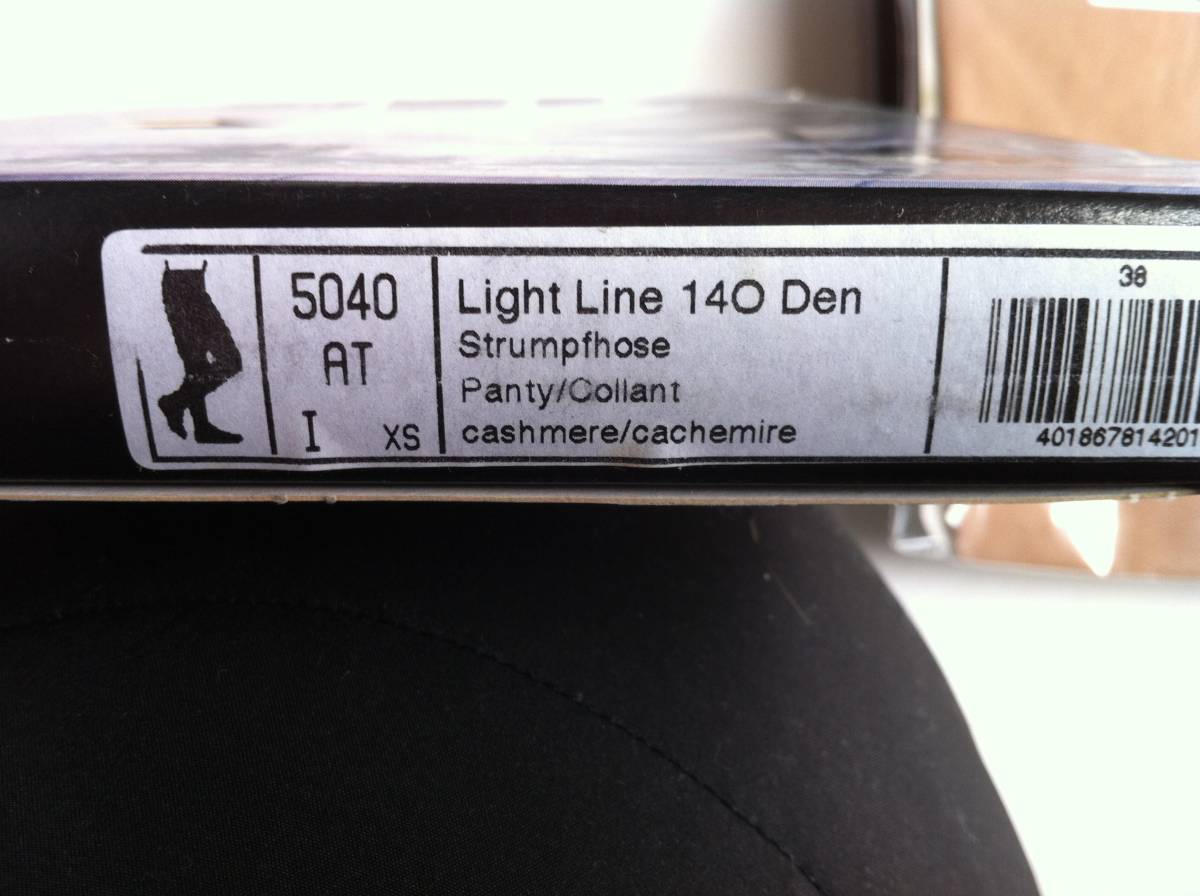 5040
AT
I XS
Light Line 140 Den
Strumpfhose
Panty/Collant
cashmere/cachemire
38
401867814201